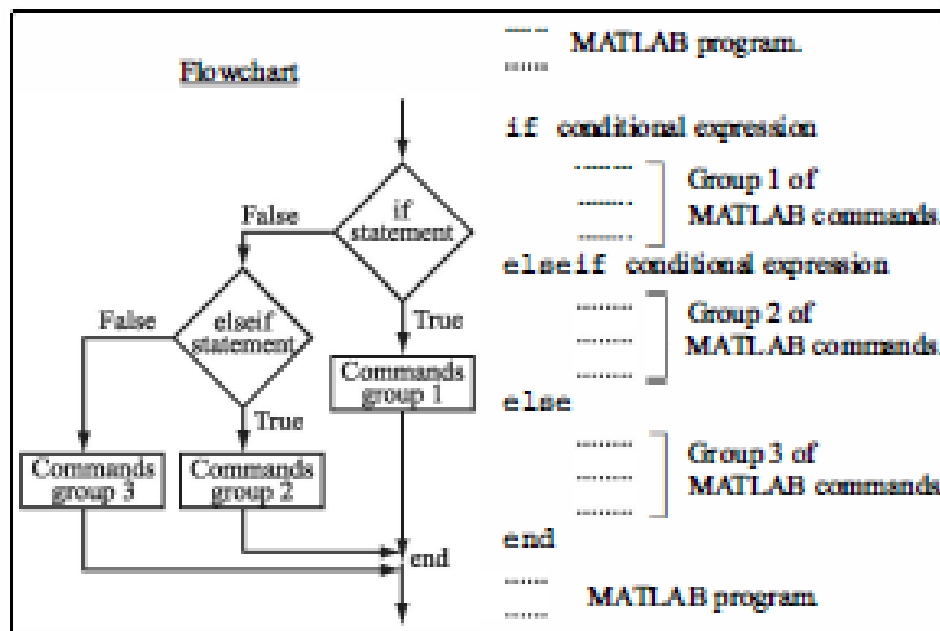 Flowchart
if
statement
False
True
elseif
statement
False
True
Commands
group 1
Commands
group 3
Commands
group 2
end
MATLAB program.
if conditional expression
Group 1 of
MATLAB commands.
elseif conditional expression
Group 2 of
MATLAB commands.
else
Group 3 of
MATLAB commands.
end
MATLAB program.